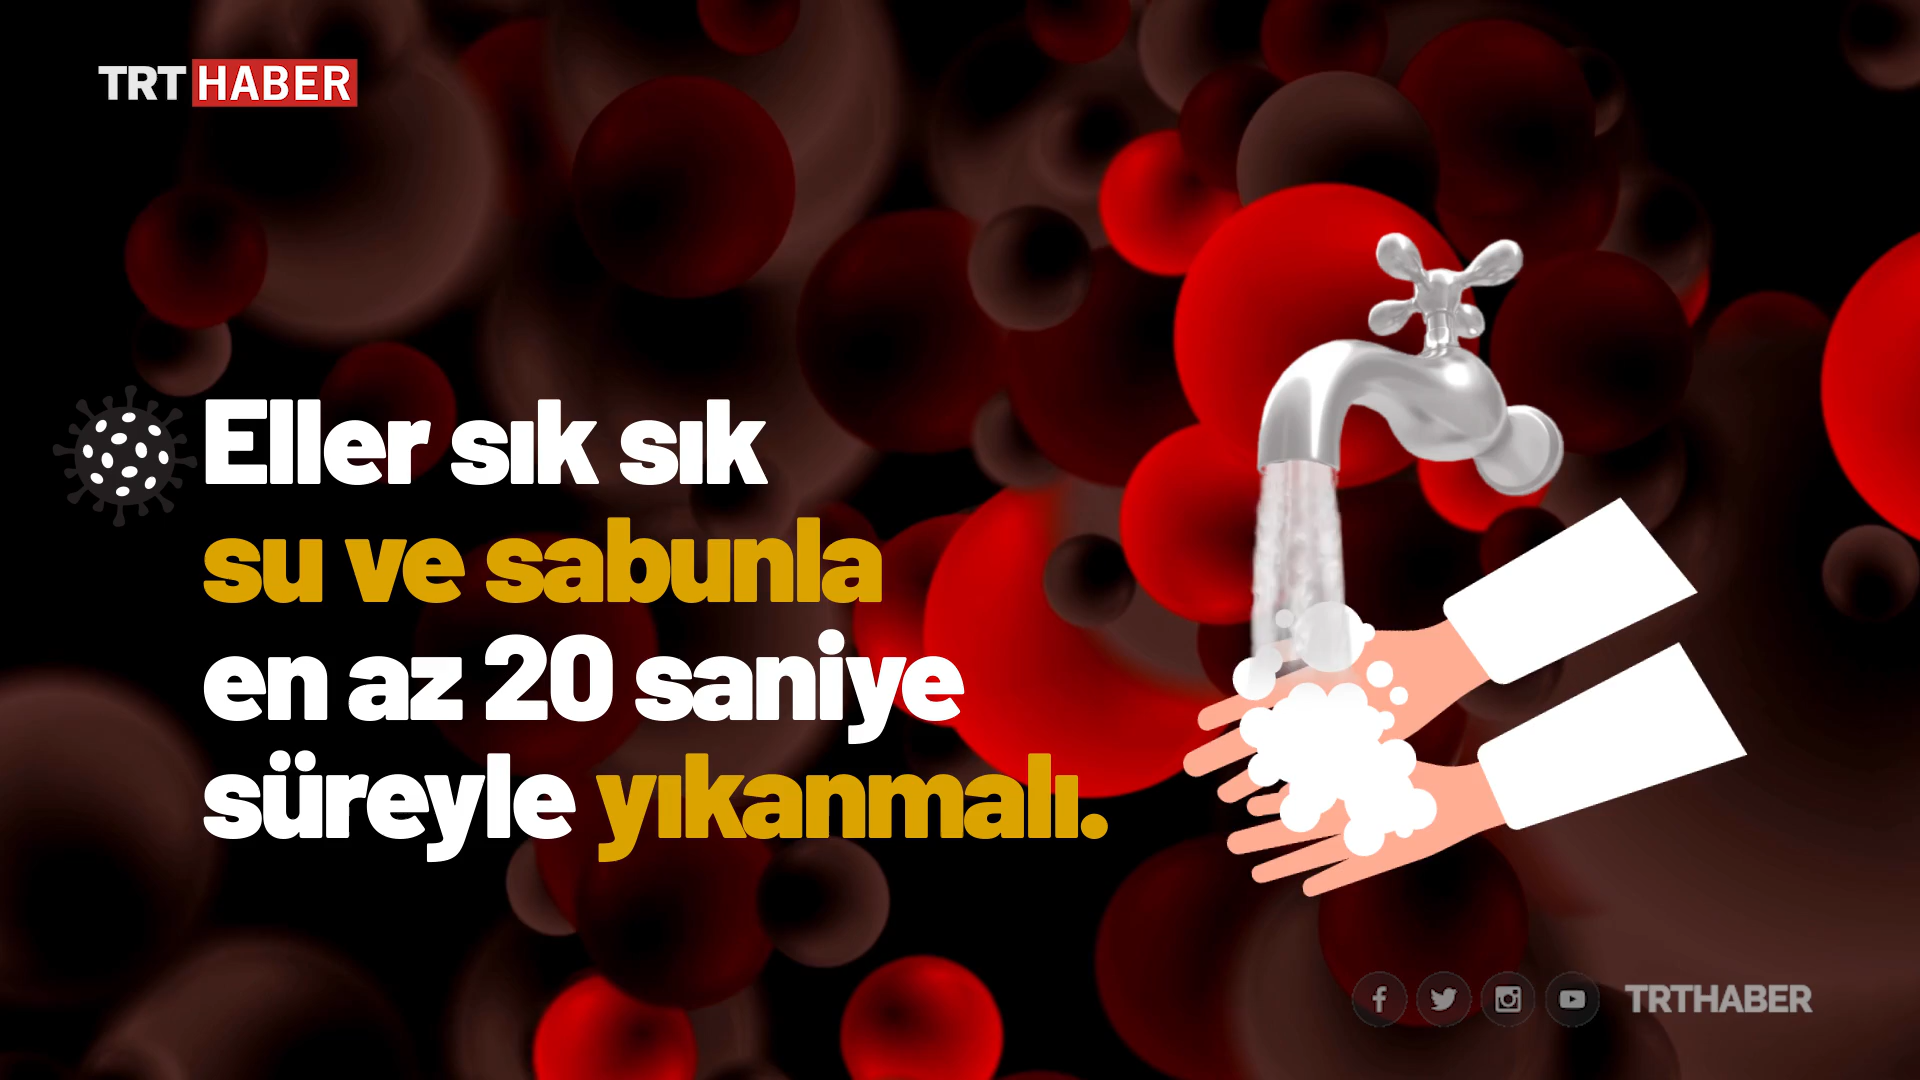 TRT HABER
Eller sık sık
su ve sabunla
en az 20 saniye
süreyle yıkanmalı.
TRTHABER